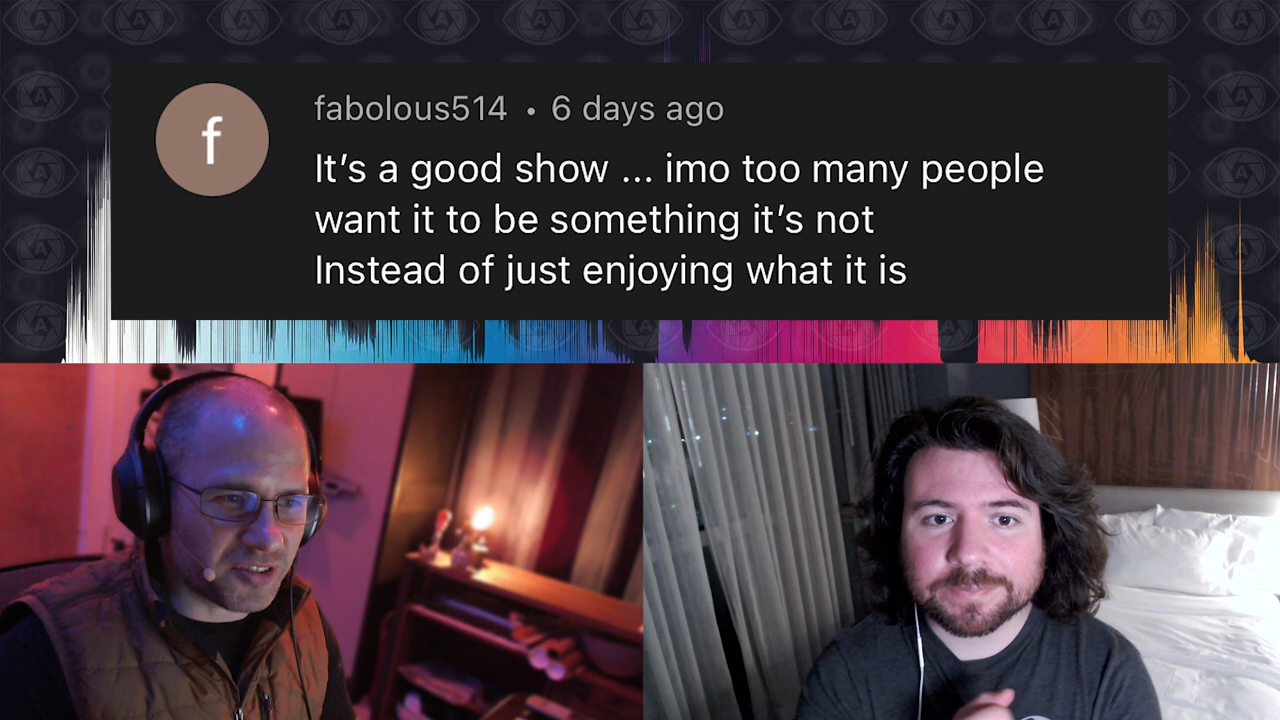 f
fabolous514 • 6 days ago
It's a good show ... imo too many people
want it to be something it's not
Instead of just enjoying what it is